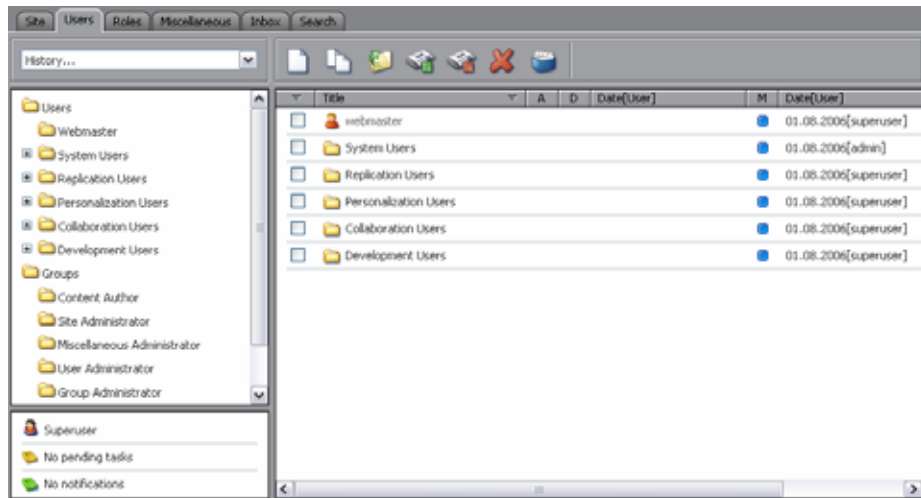 Site Users Roles Miscellaneous Inbox Search
History...
Users
Webmaster
System Users
Replication Users
Personalization Users
Collaboration Users
Development Users
Groups
Content Author
Site Administrator
Miscellaneous Administrator
User Administrator
Group Administrator
Superuser
No pending tasks
No notifications
Title A D Date[User] M Date[User]
webmaster 01.08.2006[superuser]
System Users 01.08.2006[admin]
Replication Users 01.08.2006[superuser]
Personalization Users 01.08.2006[superuser]
Collaboration Users 01.08.2006[superuser]
Development Users 01.08.2006[superuser]